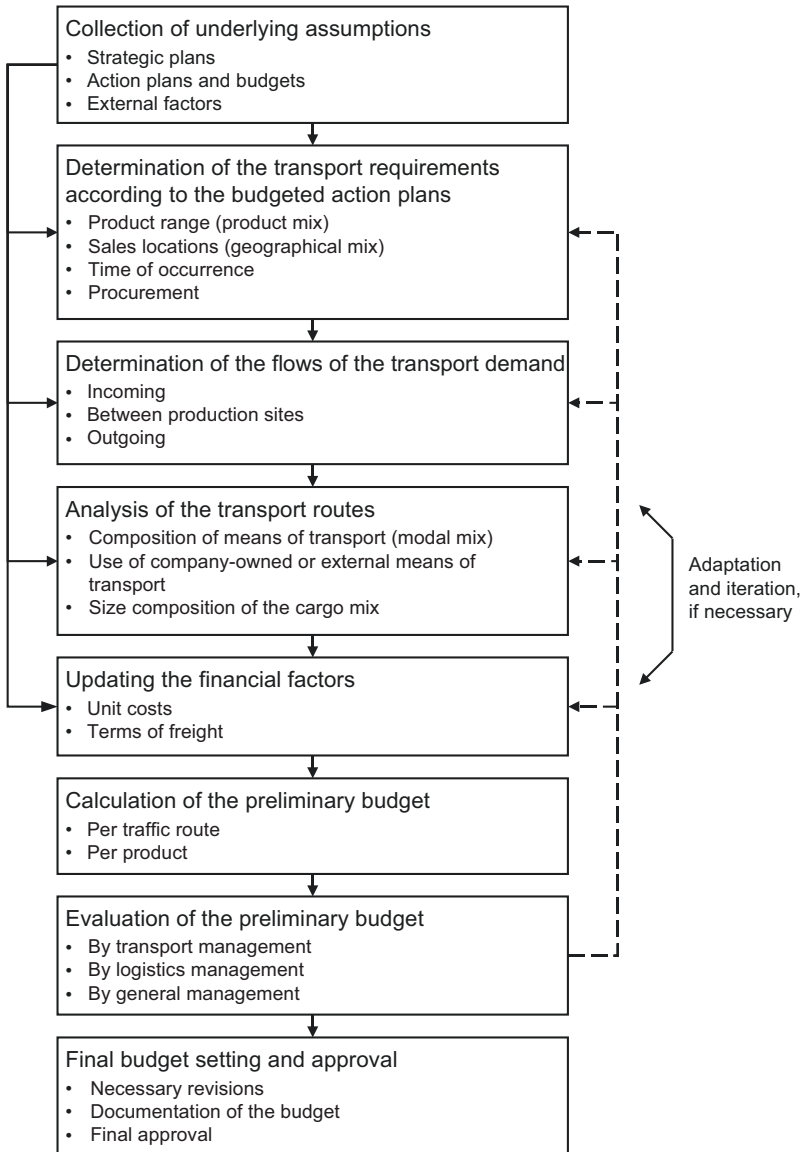 Collection of underlying assumptions
• Strategic plans
• Action plans and budgets
• External factors
Determination of the transport requirements
according to the budgeted action plans
• Product range (product mix)
• Sales locations (geographical mix)
• Time of occurrence
• Procurement
Determination of the flows of the transport demand
• Incoming
• Between production sites
• Outgoing
Analysis of the transport routes
• Composition of means of transport (modal mix)
• Use of company-owned or external means of
transport
• Size composition of the cargo mix
Adaptation
and iteration,
if necessary
Updating the financial factors
• Unit costs
• Terms of freight
Calculation of the preliminary budget
• Per traffic route
• Per product
Evaluation of the preliminary budget
• By transport management
• By logistics management
• By general management
Final budget setting and approval
• Necessary revisions
• Documentation of the budget
• Final approval